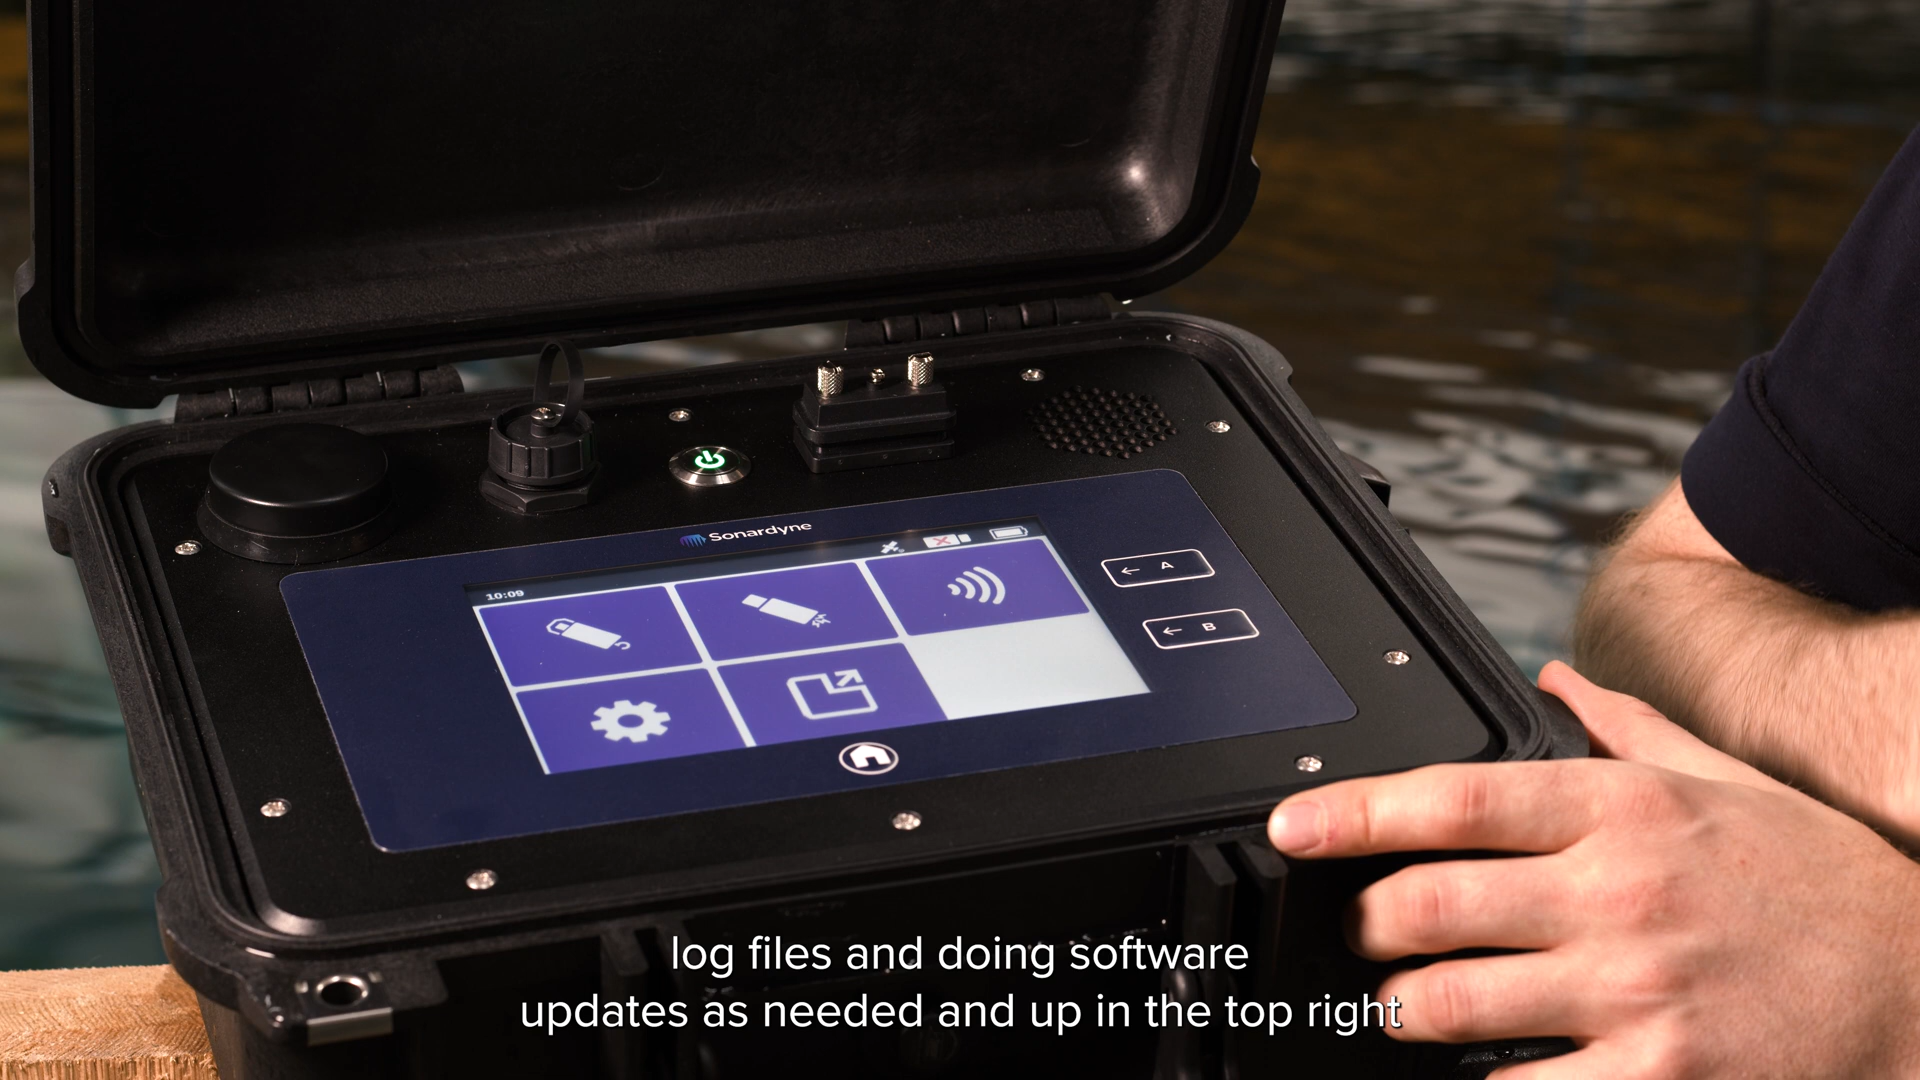 Sonardyne
10:09
← A
← B
log files and doing software
updates as needed and up in the top right